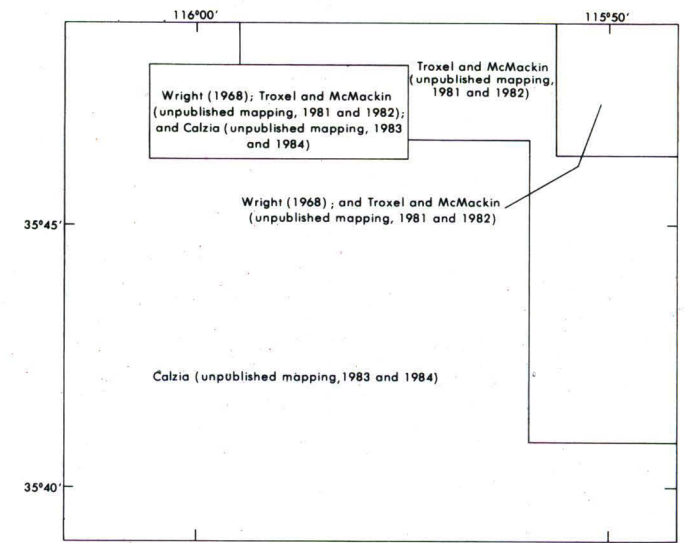 116°00'
115°50'
Troxel and McMackin
(unpublished mapping,
1981 and 1982)
Wright (1968); Troxel and McMackin
(unpublished mapping, 1981 and 1982);
and Calzia (unpublished mapping, 1983
and 1984)
Wright (1968) ; and Troxel and McMackin
(unpublished mapping, 1981 and 1982)
35°45'
Calzia (unpublished mapping, 1983 and 1984)
35°40'